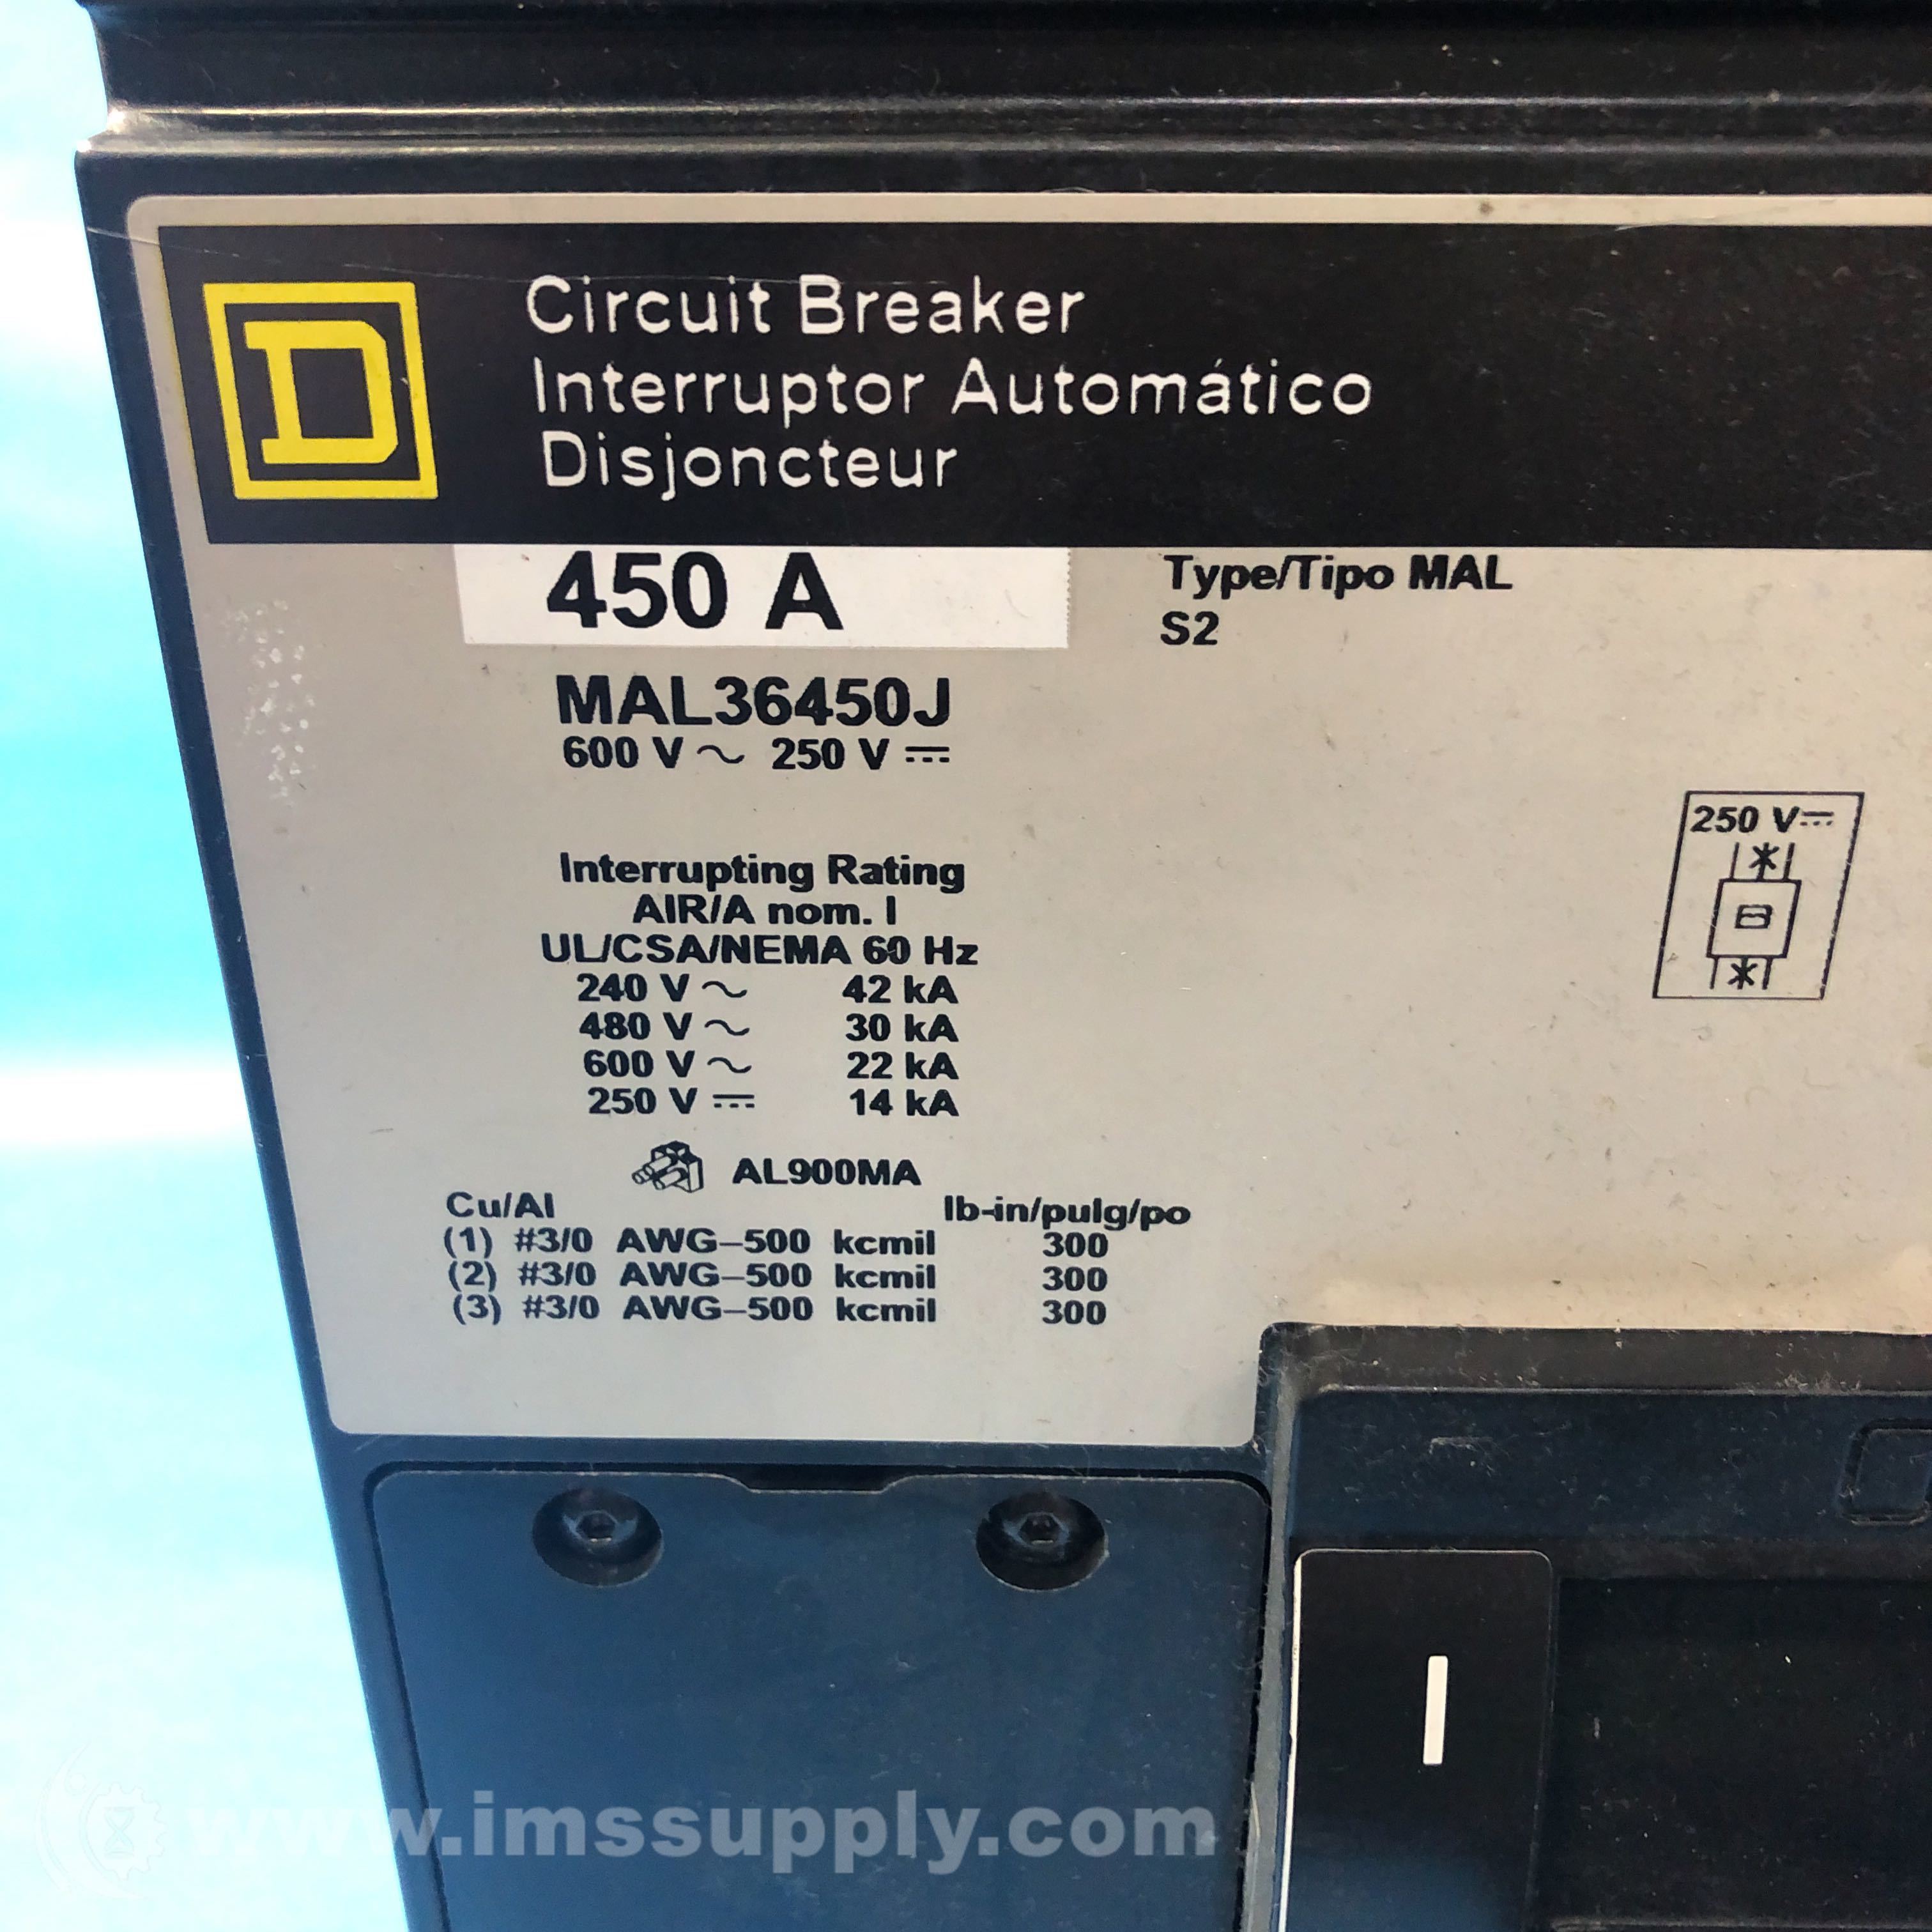 D
Circuit Breaker
Interruptor Automático
Disjoncteur
450 A
Type/Tipo MAL
S2
MAL36450J
600 V ~ 250 V ⎓
250 V ⎓
B
Interrupting Rating
AIR/A nom. I
UL/CSA/NEMA 60 Hz
240 V ~ 42 kA
480 V ~ 30 kA
600 V ~ 22 kA
250 V ⎓ 14 kA
AL900MA
Cu/Al lb-in/pulg/po
(1) #3/0 AWG–500 kcmil 300
(2) #3/0 AWG–500 kcmil 300
(3) #3/0 AWG–500 kcmil 300
I
www.imssupply.com